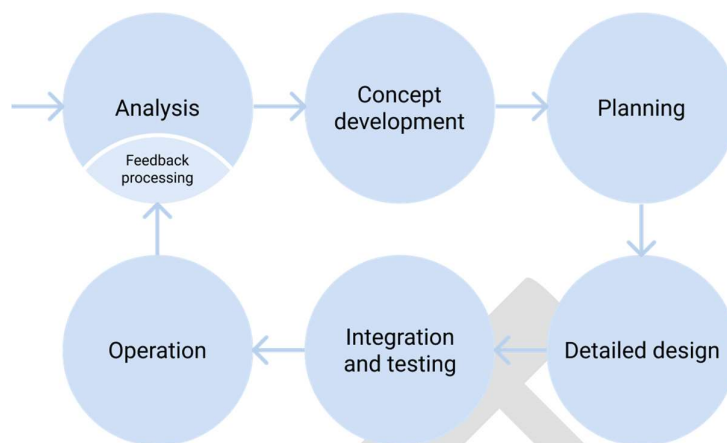 Analysis
Feedback
processing
Concept
development
Planning
Operation
Integration
and testing
Detailed design